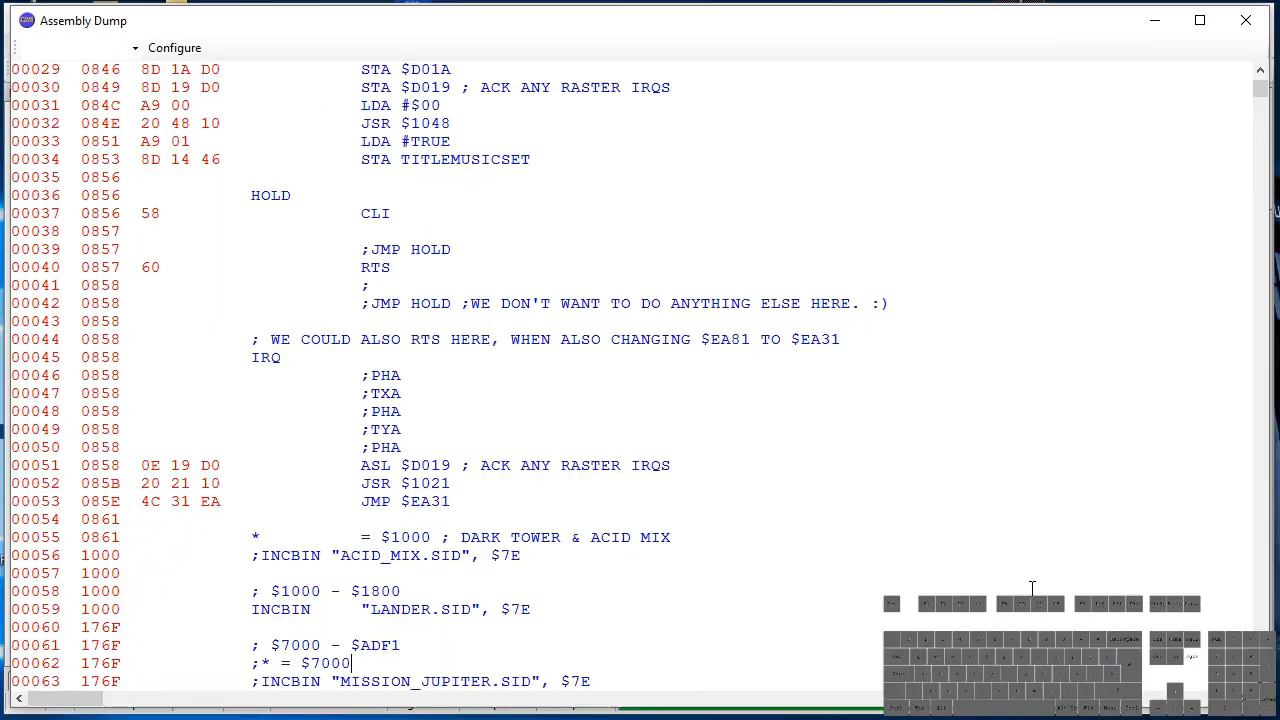 Assembly Dump
Configure
00029 0846 8D 1A D0 STA $D01A
00030 0849 8D 19 D0 STA $D019 ; ACK ANY RASTER IRQS
00031 084C A9 00 LDA #$00
00032 084E 20 48 10 JSR $1048
00033 0851 A9 01 LDA #TRUE
00034 0853 8D 14 46 STA TITLEMUSICSET
00035 0856
00036 0856 HOLD
00037 0856 58 CLI
00038 0857
00039 0857 ;JMP HOLD
00040 0857 60 RTS
00041 0858 ;
00042 0858 ;JMP HOLD ;WE DON'T WANT TO DO ANYTHING ELSE HERE. :)
00043 0858
00044 0858 ; WE COULD ALSO RTS HERE, WHEN ALSO CHANGING $EA81 TO $EA31
00045 0858 IRQ
00046 0858 ;PHA
00047 0858 ;TXA
00048 0858 ;PHA
00049 0858 ;TYA
00050 0858 ;PHA
00051 0858 0E 19 D0 ASL $D019 ; ACK ANY RASTER IRQS
00052 085B 20 21 10 JSR $1021
00053 085E 4C 31 EA JMP $EA31
00054 0861
00055 0861 * = $1000 ; DARK TOWER & ACID MIX
00056 1000 ;INCBIN "ACID_MIX.SID", $7E
00057 1000
00058 1000 ; $1000 - $1800
00059 1000 INCBIN "LANDER.SID", $7E
00060 176F
00061 176F ; $7000 - $ADF1
00062 176F ;* = $7000
00063 176F ;INCBIN "MISSION_JUPITER.SID", $7E